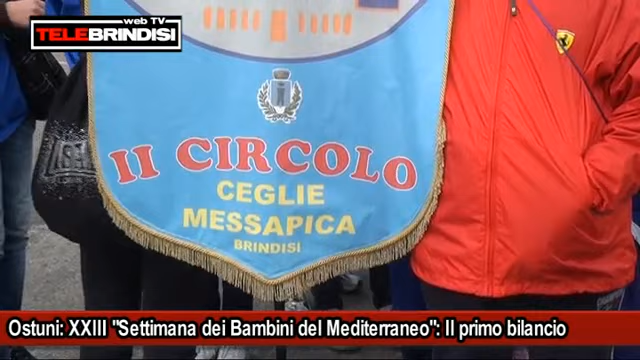 web TV
TELEBRINDISI
II CIRCOLO
CEGLIE
MESSAPICA
BRINDISI
Ostuni: XXIII "Settimana dei Bambini del Mediterraneo": Il primo bilancio